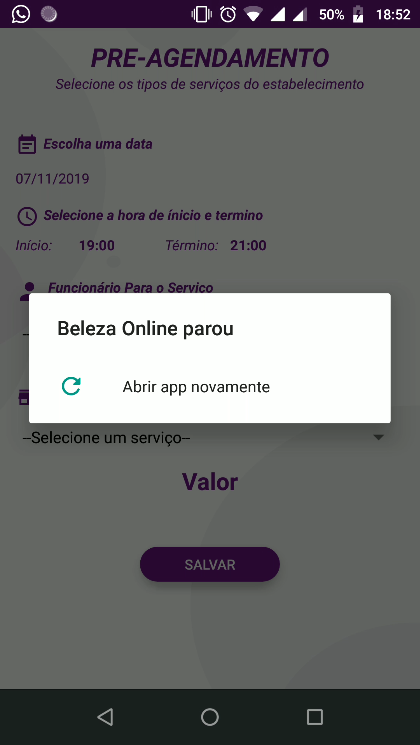 50% 18:52
PRE-AGENDAMENTO
Selecione os tipos de serviços do estabelecimento
Escolha uma data
07/11/2019
Selecione a hora de ínicio e termino
Início: 19:00 Término: 21:00
Funcionário Para o Serviço
Beleza Online parou
Abrir app novamente
--Selecione um serviço--
Valor
SALVAR